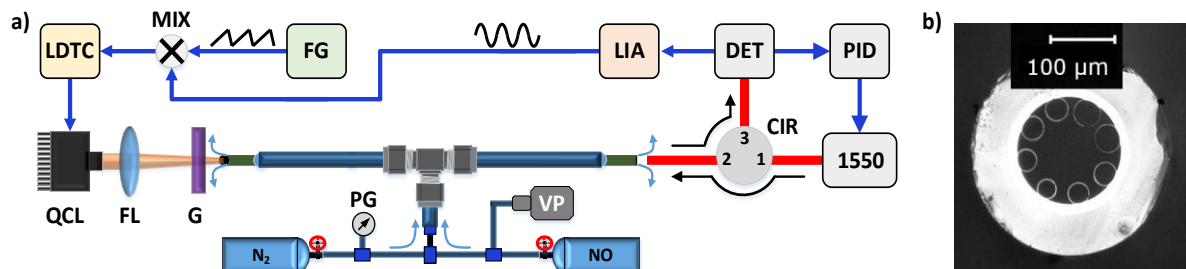 a)
MIX
LDTC
FG
LIA
DET
PID
CIR
3
2
1
1550
QCL
FL
G
PG
VP
N₂
NO
b)
100 µm